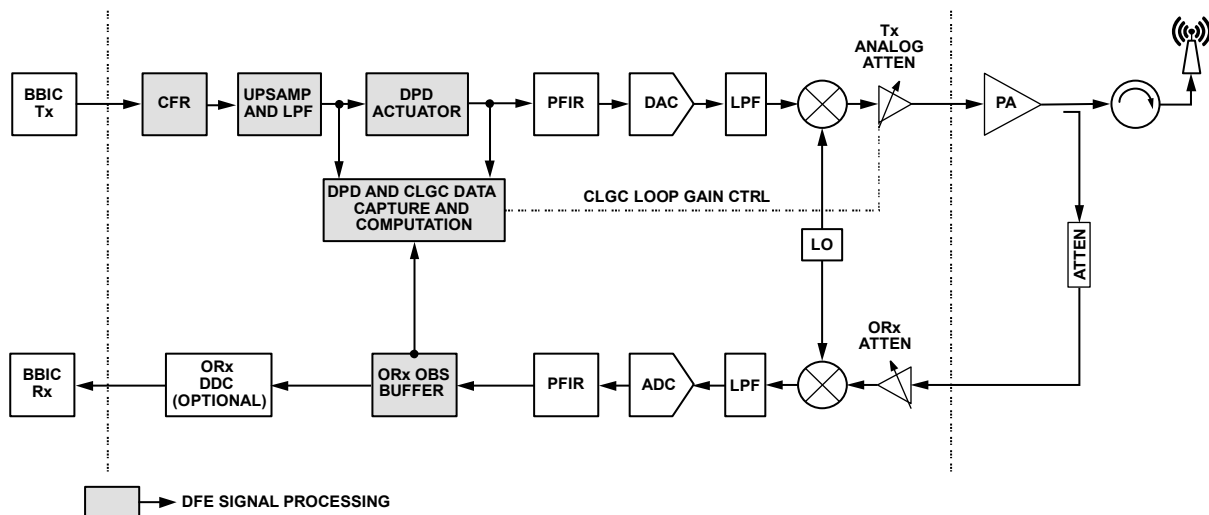 Tx
ANALOG
ATTEN
BBIC
Tx
CFR
UPSAMP
AND LPF
DPD
ACTUATOR
PFIR
DAC
LPF
PA
DPD AND CLGC DATA
CAPTURE AND
COMPUTATION
CLGC LOOP GAIN CTRL
LO
ATTEN
ORx
ATTEN
BBIC
Rx
ORx
DDC
(OPTIONAL)
ORx OBS
BUFFER
PFIR
ADC
LPF
DFE SIGNAL PROCESSING